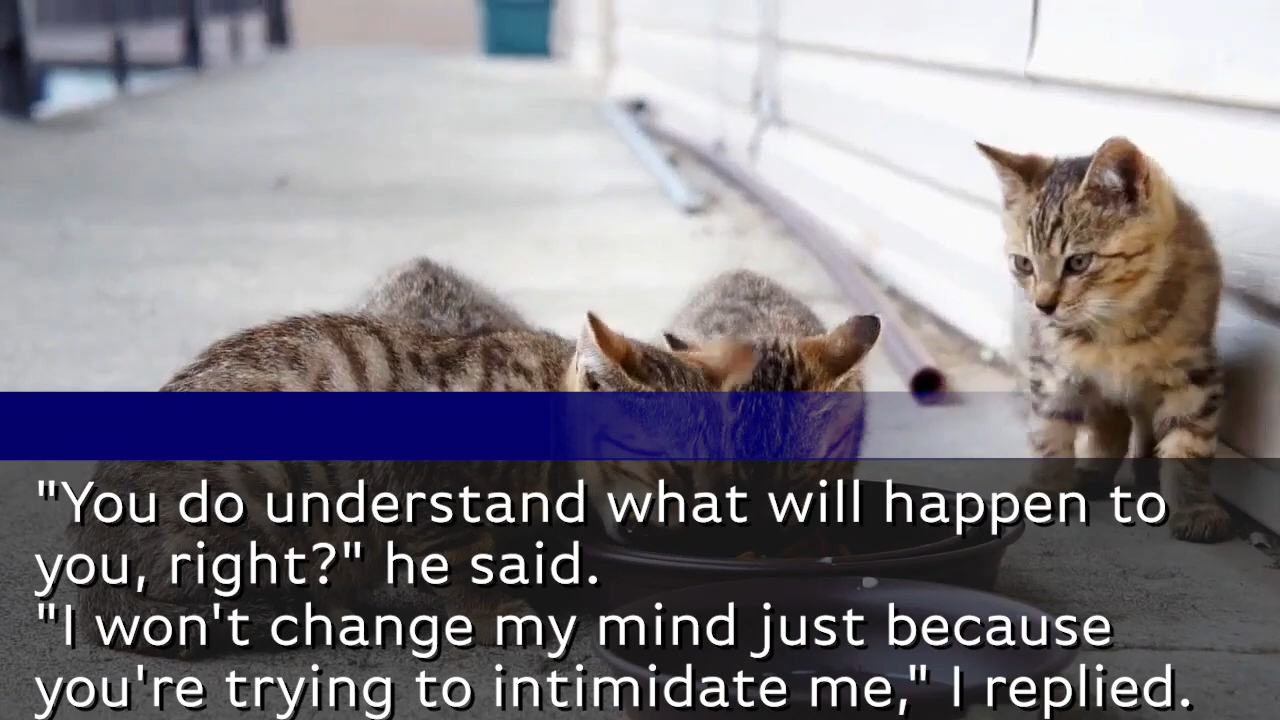 "You do understand what will happen to
you, right?" he said.
"I won't change my mind just because
you're trying to intimidate me," I replied.